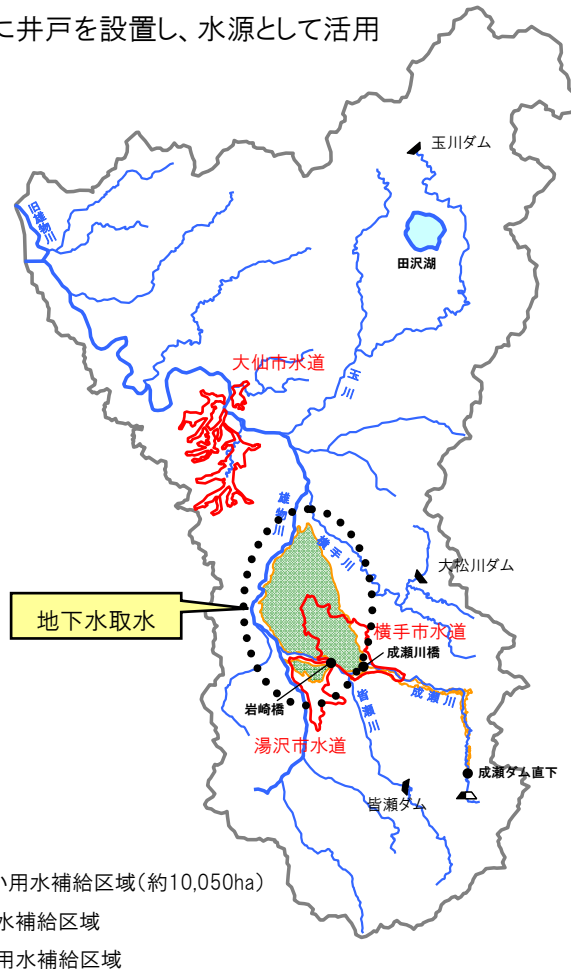 に井戸を設置し、水源として活用
玉川ダム
旧雄物川
田沢湖
大仙市水道
玉川
雄物川
横手川
大松川ダム
地下水取水
横手市水道
成瀬川橋
岩崎橋
皆瀬川
成瀬川
湯沢市水道
成瀬ダム直下
皆瀬ダム
い用水補給区域(約10,050ha)
水補給区域
用水補給区域